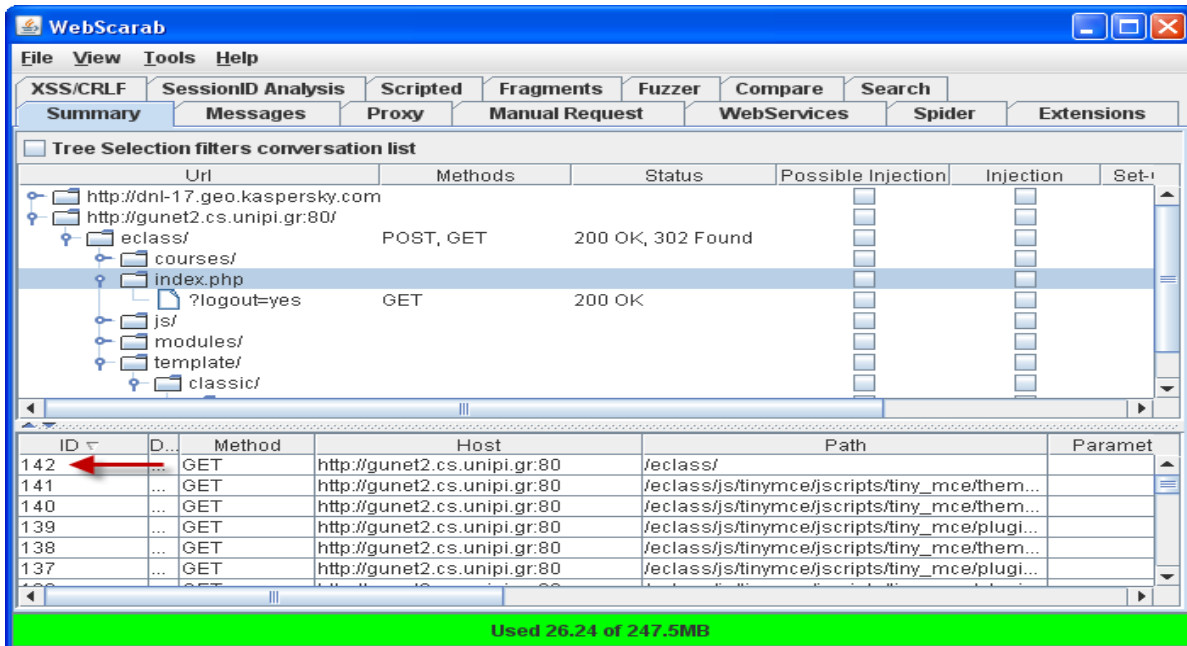 WebScarab
File View Tools Help
XSS/CRLF SessionID Analysis Scripted Fragments Fuzzer Compare Search
Summary Messages Proxy Manual Request WebServices Spider Extensions
Tree Selection filters conversation list
Url Methods Status Possible Injection Injection Set-
http://dnl-17.geo.kaspersky.com
http://gunet2.cs.unipi.gr:80/
eclass/ POST, GET 200 OK, 302 Found
courses/
index.php
?logout=yes GET 200 OK
js/
modules/
template/
classic/
ID D... Method Host Path Paramet
142 ... GET http://gunet2.cs.unipi.gr:80 /eclass/
141 ... GET http://gunet2.cs.unipi.gr:80 /eclass/js/tinymce/jscripts/tiny_mce/them...
140 ... GET http://gunet2.cs.unipi.gr:80 /eclass/js/tinymce/jscripts/tiny_mce/them...
139 ... GET http://gunet2.cs.unipi.gr:80 /eclass/js/tinymce/jscripts/tiny_mce/plugi...
138 ... GET http://gunet2.cs.unipi.gr:80 /eclass/js/tinymce/jscripts/tiny_mce/them...
137 ... GET http://gunet2.cs.unipi.gr:80 /eclass/js/tinymce/jscripts/tiny_mce/plugi...
Used 26.24 of 247.5MB